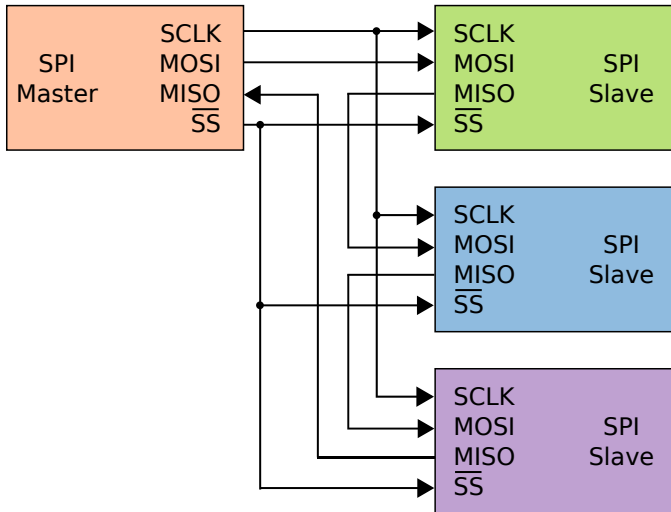 SCLK
SPI MOSI
Master MISO
SS
SCLK
MOSI SPI
MISO Slave
SS
SCLK
MOSI SPI
MISO Slave
SS
SCLK
MOSI SPI
MISO Slave
SS